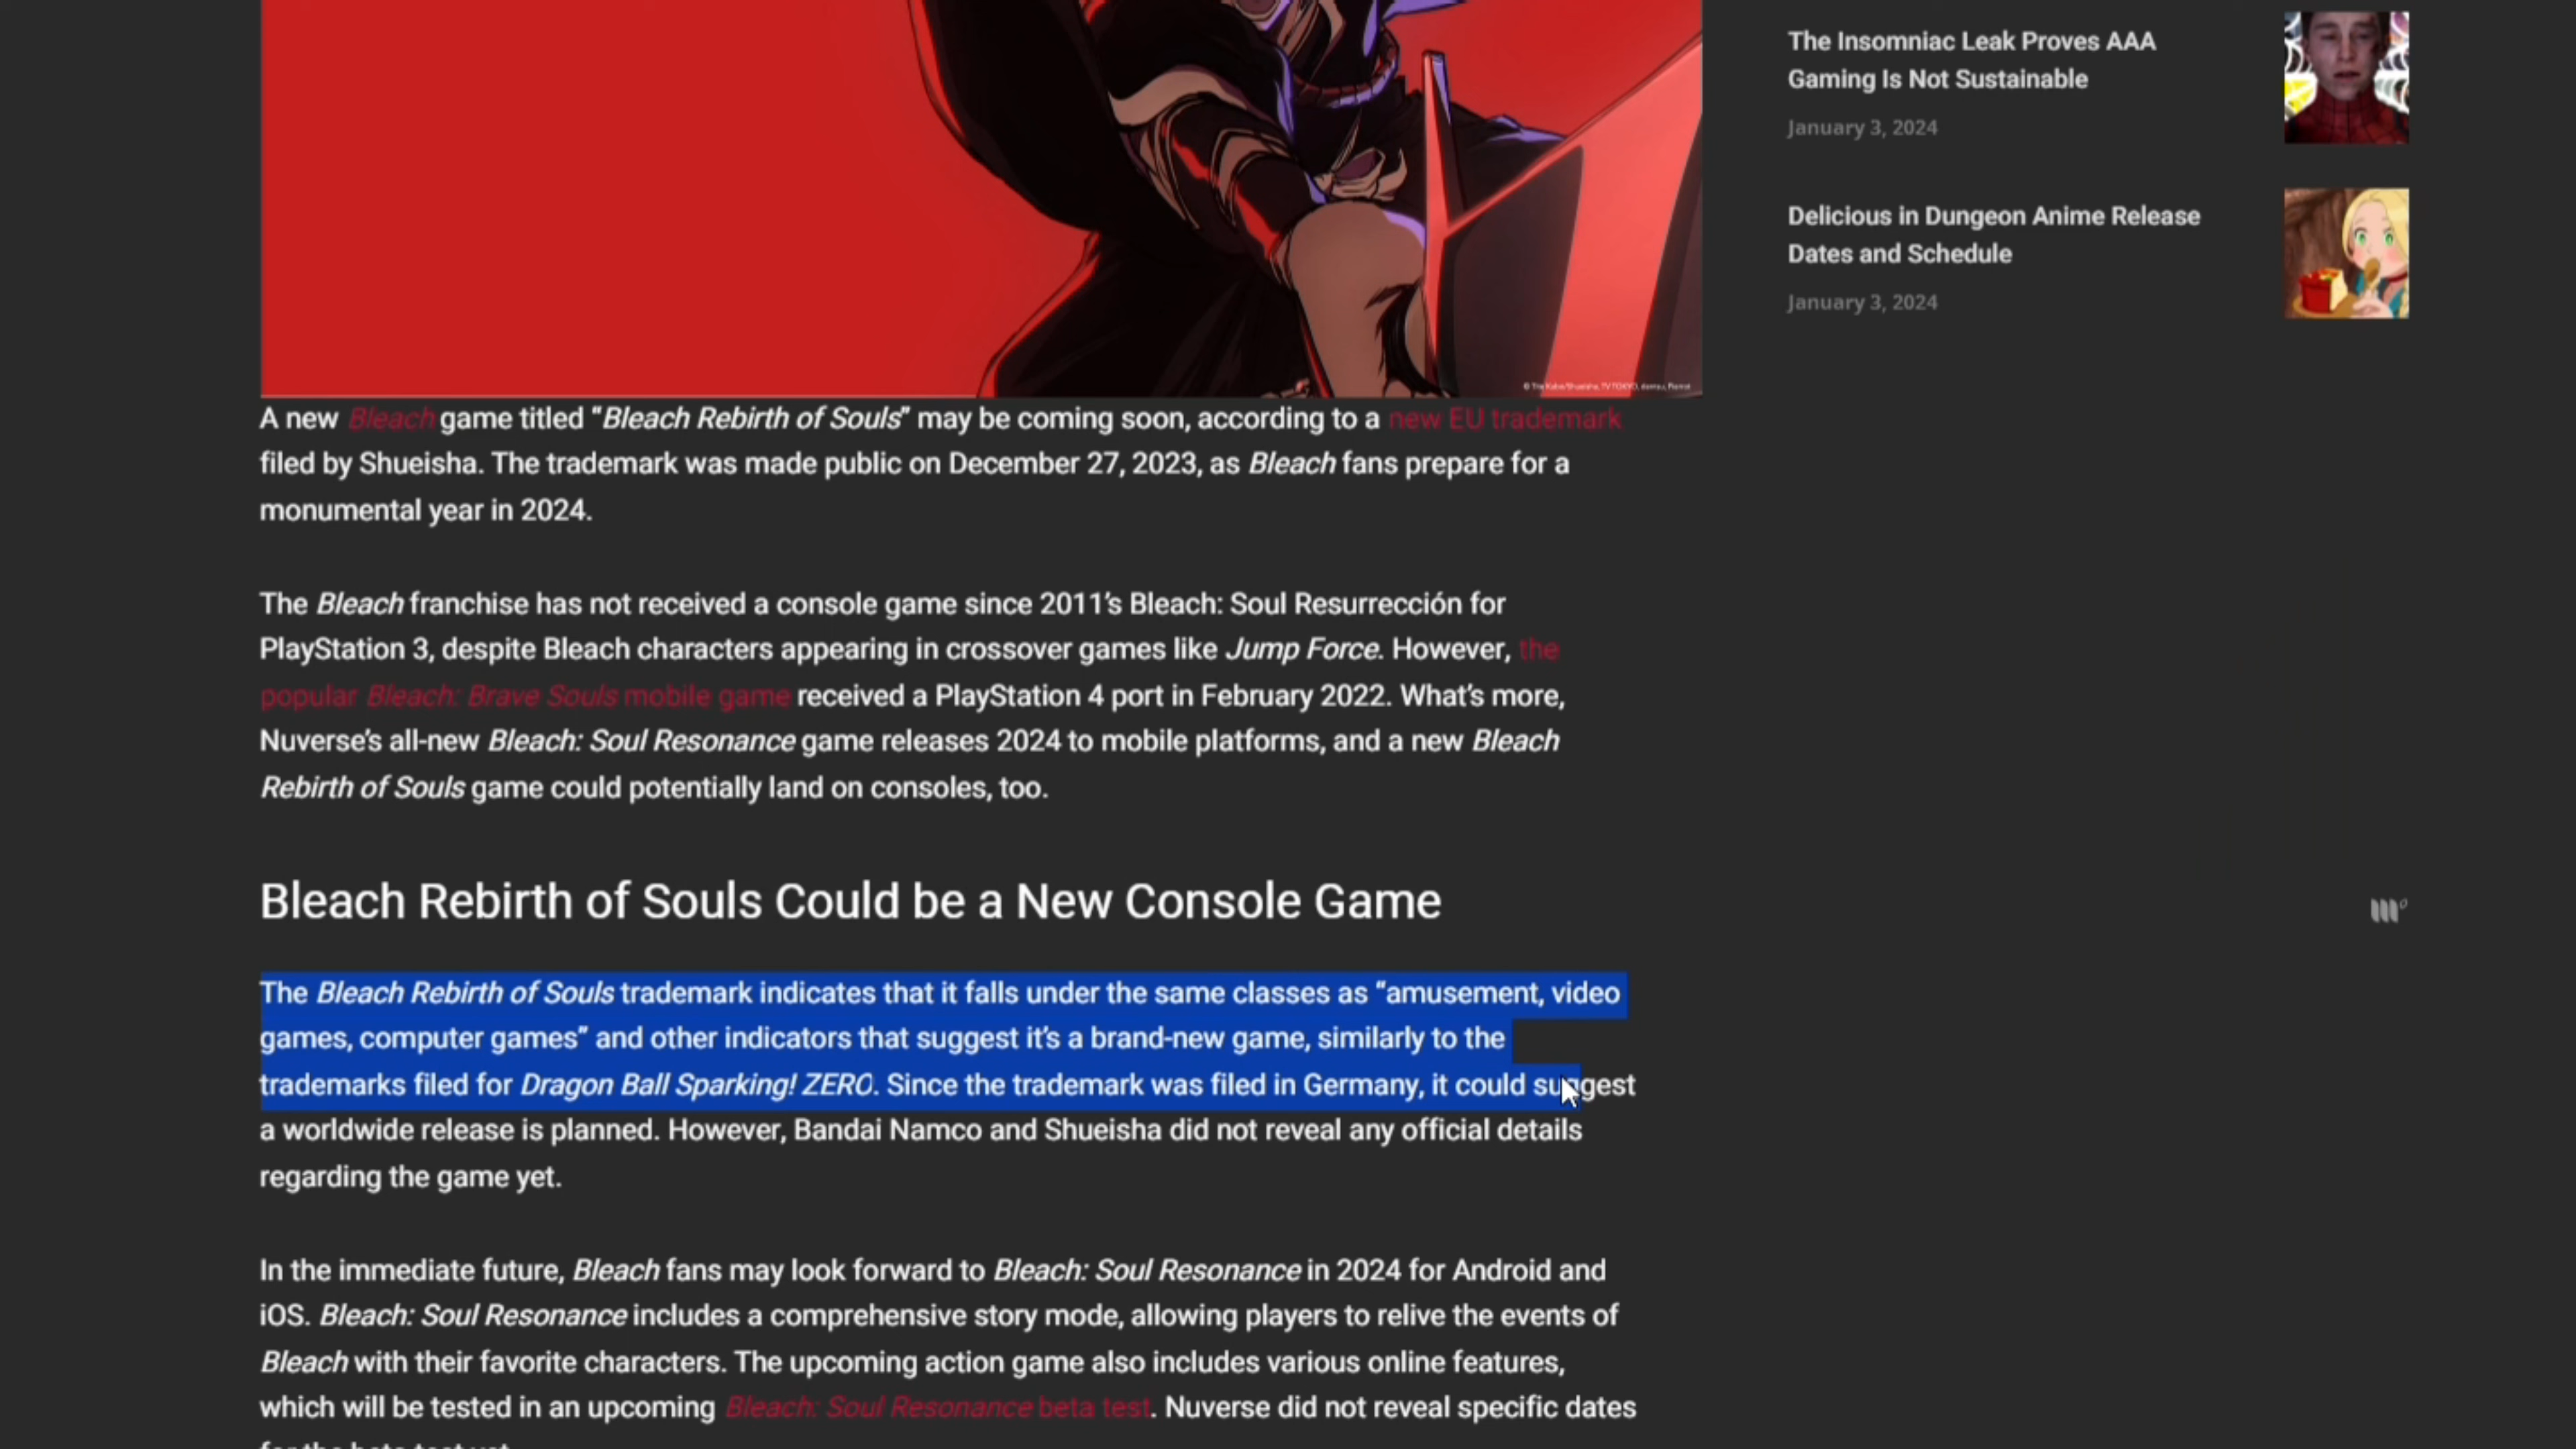 The Insomniac Leak Proves AAA
Gaming Is Not Sustainable
January 3, 2024
Delicious in Dungeon Anime Release
Dates and Schedule
January 3, 2024
A new Bleach game titled “Bleach Rebirth of Souls” may be coming soon, according to a new EU trademark
filed by Shueisha. The trademark was made public on December 27, 2023, as Bleach fans prepare for a
monumental year in 2024.
The Bleach franchise has not received a console game since 2011’s Bleach: Soul Resurrección for
PlayStation 3, despite Bleach characters appearing in crossover games like Jump Force. However, the
popular Bleach: Brave Souls mobile game received a PlayStation 4 port in February 2022. What’s more,
Nuverse’s all-new Bleach: Soul Resonance game releases 2024 to mobile platforms, and a new Bleach
Rebirth of Souls game could potentially land on consoles, too.
Bleach Rebirth of Souls Could be a New Console Game
The Bleach Rebirth of Souls trademark indicates that it falls under the same classes as “amusement, video
games, computer games” and other indicators that suggest it’s a brand-new game, similarly to the
trademarks filed for Dragon Ball Sparking! ZERO. Since the trademark was filed in Germany, it could suggest
a worldwide release is planned. However, Bandai Namco and Shueisha did not reveal any official details
regarding the game yet.
In the immediate future, Bleach fans may look forward to Bleach: Soul Resonance in 2024 for Android and
iOS. Bleach: Soul Resonance includes a comprehensive story mode, allowing players to relive the events of
Bleach with their favorite characters. The upcoming action game also includes various online features,
which will be tested in an upcoming Bleach: Soul Resonance beta test. Nuverse did not reveal specific dates